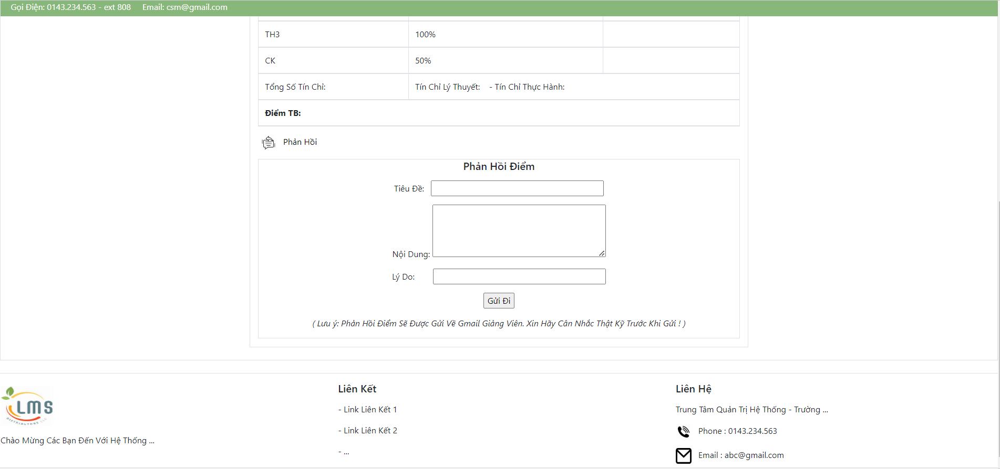 Gọi Điện: 0143.234.563 - ext 808 Email: csm@gmail.com
TH3 100%
CK 50%
Tổng Số Tín Chỉ: Tín Chỉ Lý Thuyết: - Tín Chỉ Thực Hành:
Điểm TB:
Phản Hồi
Phản Hồi Điểm
Tiêu Đề:
Nội Dung:
Lý Do:
Gửi Đi
( Lưu ý: Phản Hồi Điểm Sẽ Được Gửi Về Gmail Giảng Viên. Xin Hãy Cân Nhắc Thật Kỹ Trước Khi Gửi ! )
LMS
Chào Mừng Các Bạn Đến Với Hệ Thống ...
Liên Kết
- Link Liên Kết 1
- Link Liên Kết 2
- ...
Liên Hệ
Trung Tâm Quản Trị Hệ Thống - Trường ...
Phone : 0143.234.563
Email : abc@gmail.com